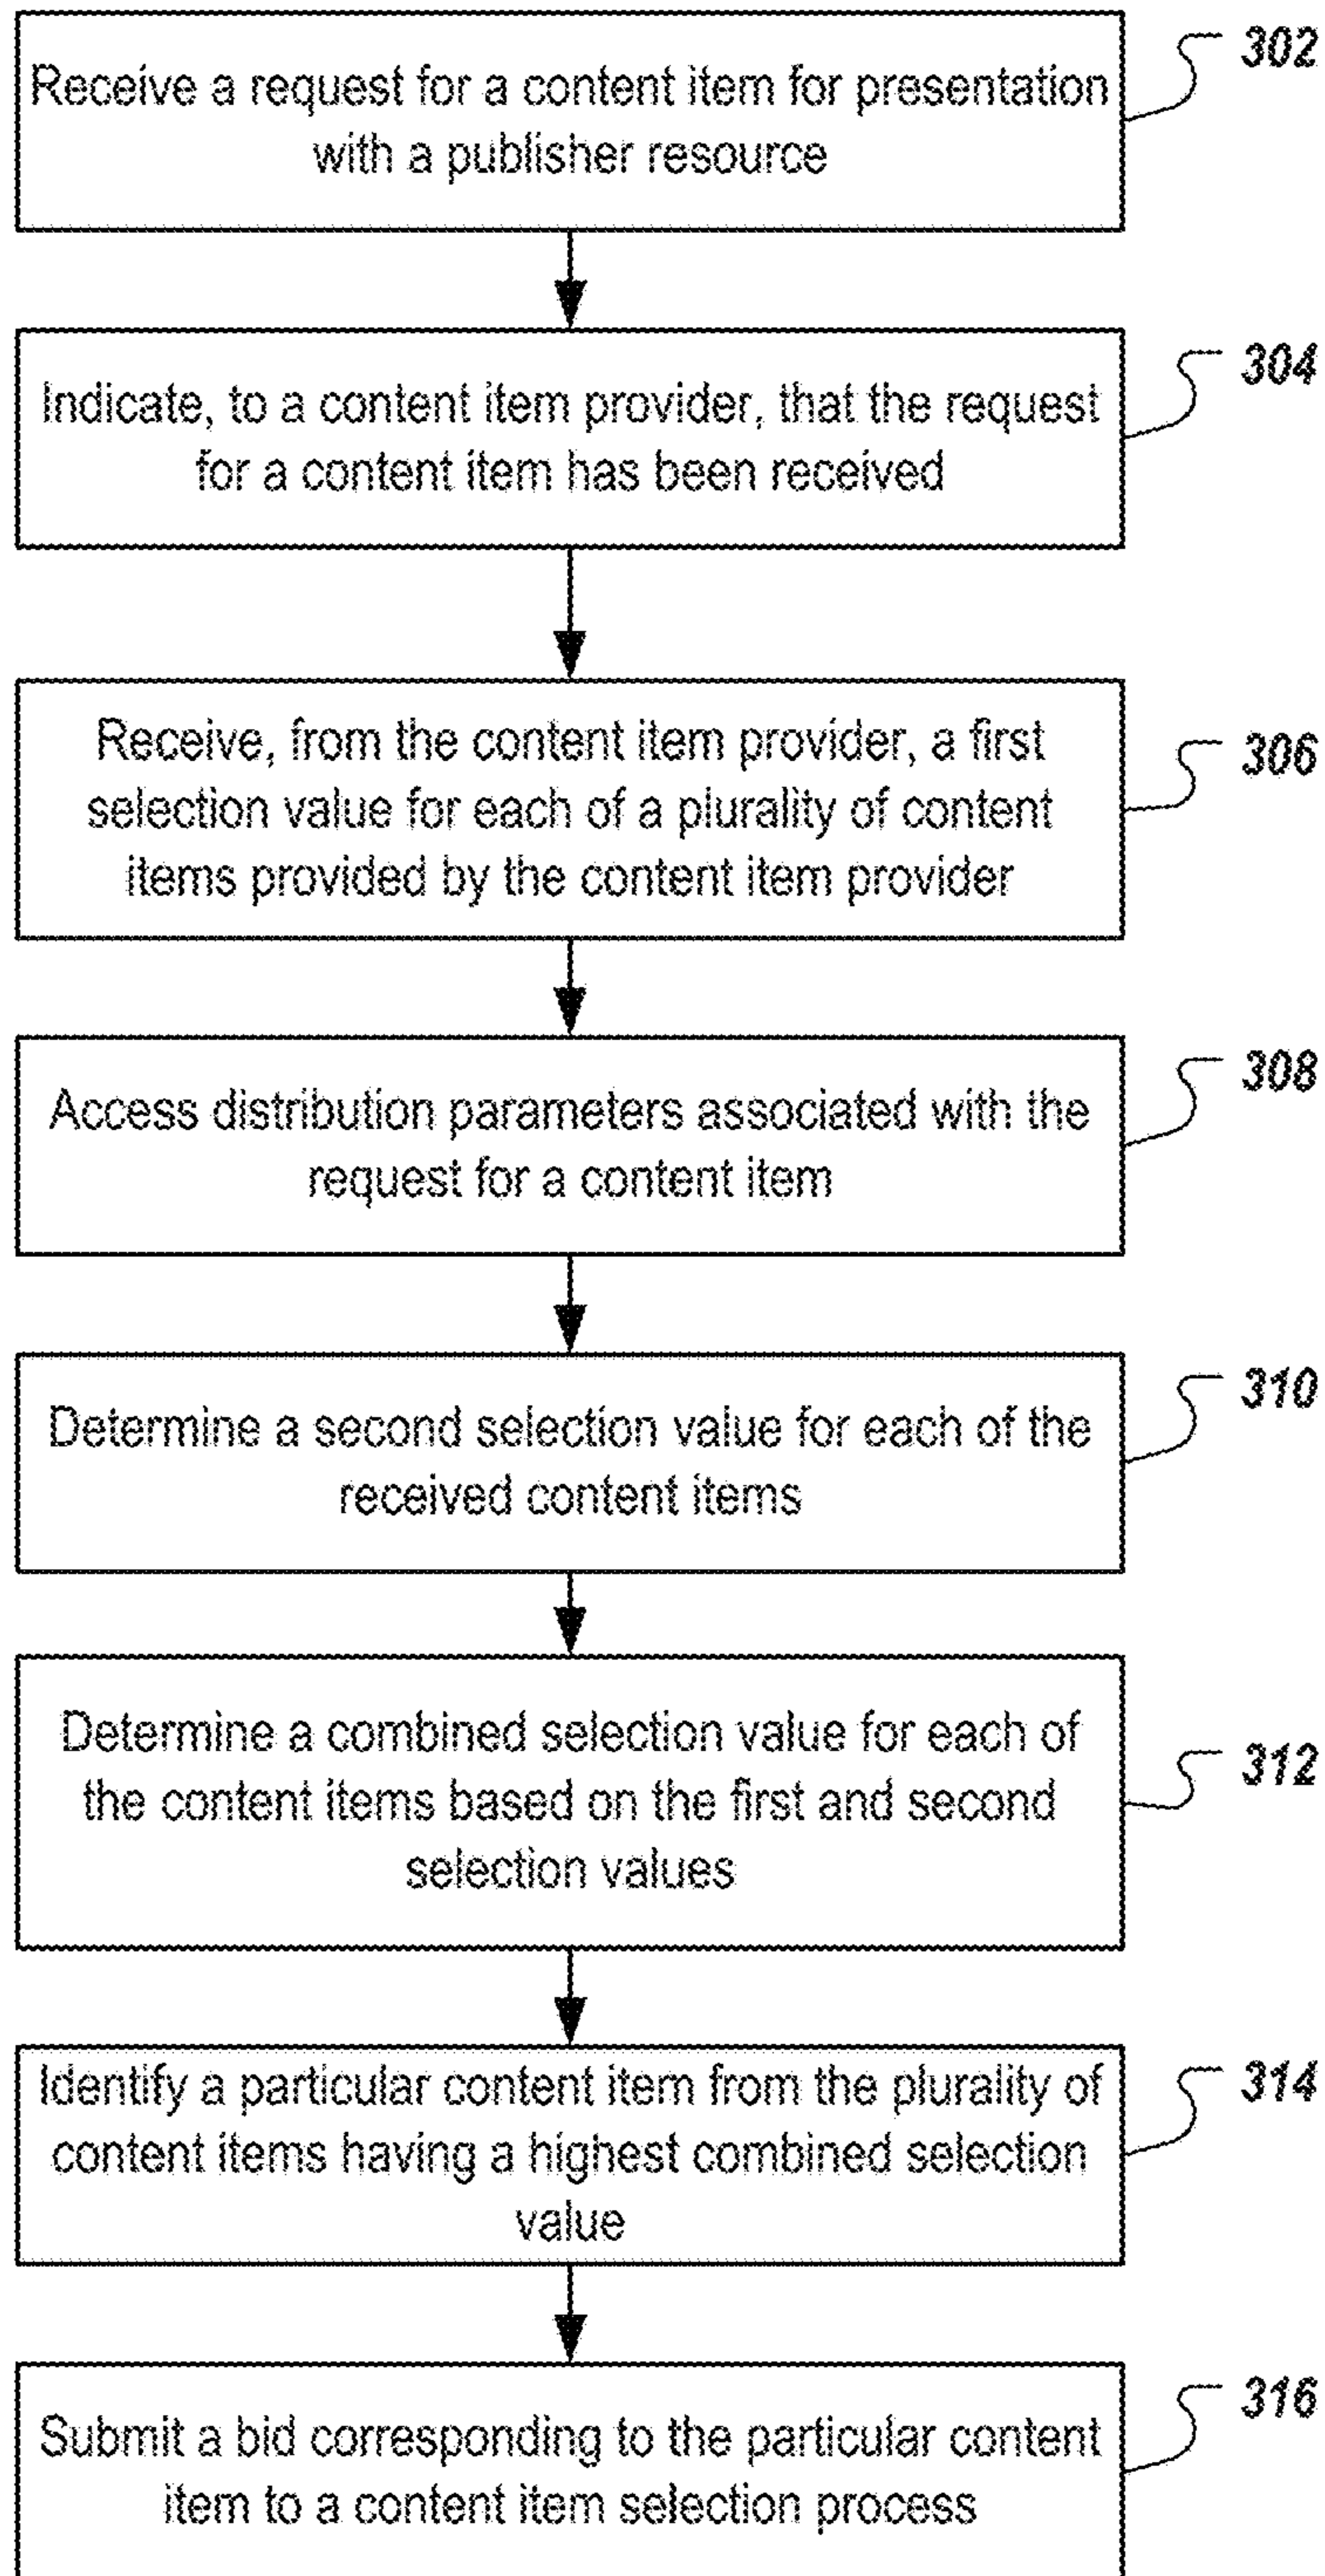 Receive a request for a content item for presentation
with a publisher resource
302
Indicate, to a content item provider, that the request
for a content item has been received
304
Receive, from the content item provider, a first
selection value for each of a plurality of content
items provided by the content item provider
306
Access distribution parameters associated with the
request for a content item
308
Determine a second selection value for each of the
received content items
310
Determine a combined selection value for each of
the content items based on the first and second
selection values
312
Identify a particular content item from the plurality of
content items having a highest combined selection
value
314
Submit a bid corresponding to the particular content
item to a content item selection process
316